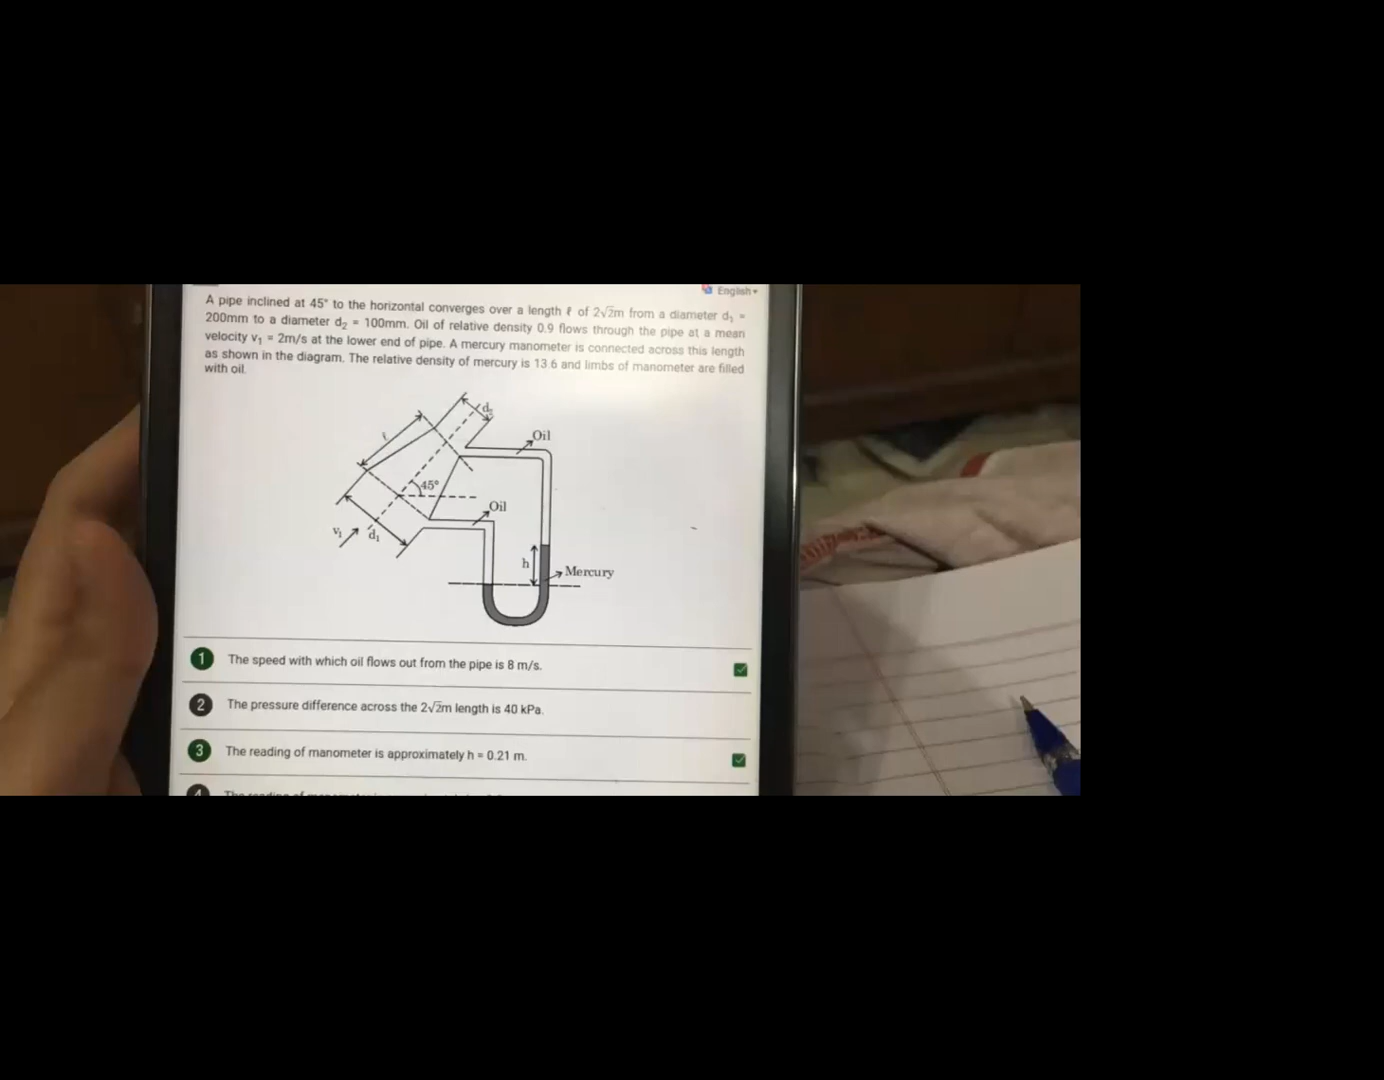 English
A pipe inclined at 45° to the horizontal converges over a length ℓ of 2√2m from a diameter d₁ =
200mm to a diameter d₂ = 100mm. Oil of relative density 0.9 flows through the pipe at a mean
velocity v₁ = 2m/s at the lower end of pipe. A mercury manometer is connected across this length
as shown in the diagram. The relative density of mercury is 13.6 and limbs of manometer are filled
with oil.
d₂
ℓ
Oil
45°
Oil
v₁
d₁
h
Mercury
1 The speed with which oil flows out from the pipe is 8 m/s.
2 The pressure difference across the 2√2m length is 40 kPa.
3 The reading of manometer is approximately h = 0.21 m.
4 The reading of